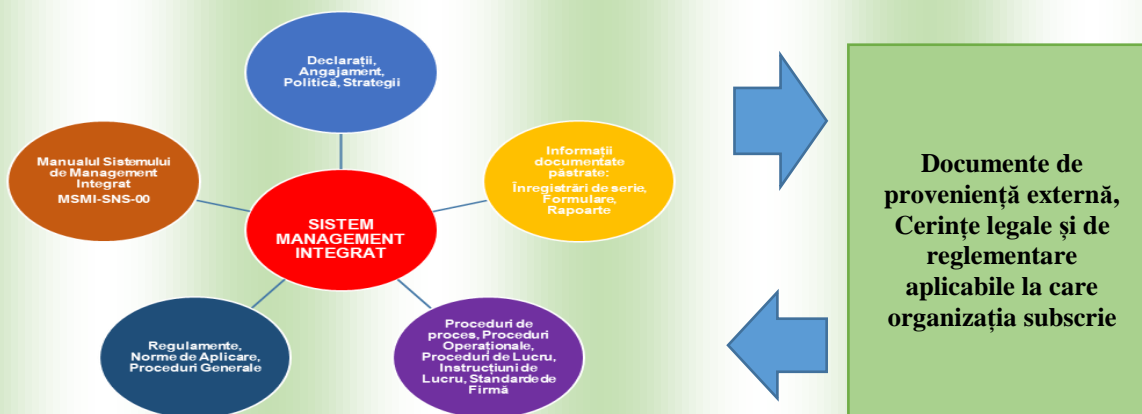 Declarații,
Angajament,
Politică, Strategii
Manualul Sistemului
de Management
Integrat
MSMI-SNS-00
Informații
documentate
păstrate:
Înregistrări de serie,
Formulare,
Rapoarte
SISTEM
MANAGEMENT
INTEGRAT
Regulamente,
Norme de Aplicare,
Proceduri Generale
Proceduri de
proces, Proceduri
Operaționale,
Proceduri de Lucru,
Instrucțiuni de
Lucru, Standarde de
Firmă
Documente de
proveniență externă,
Cerințe legale și de
reglementare
aplicabile la care
organizația subscrie